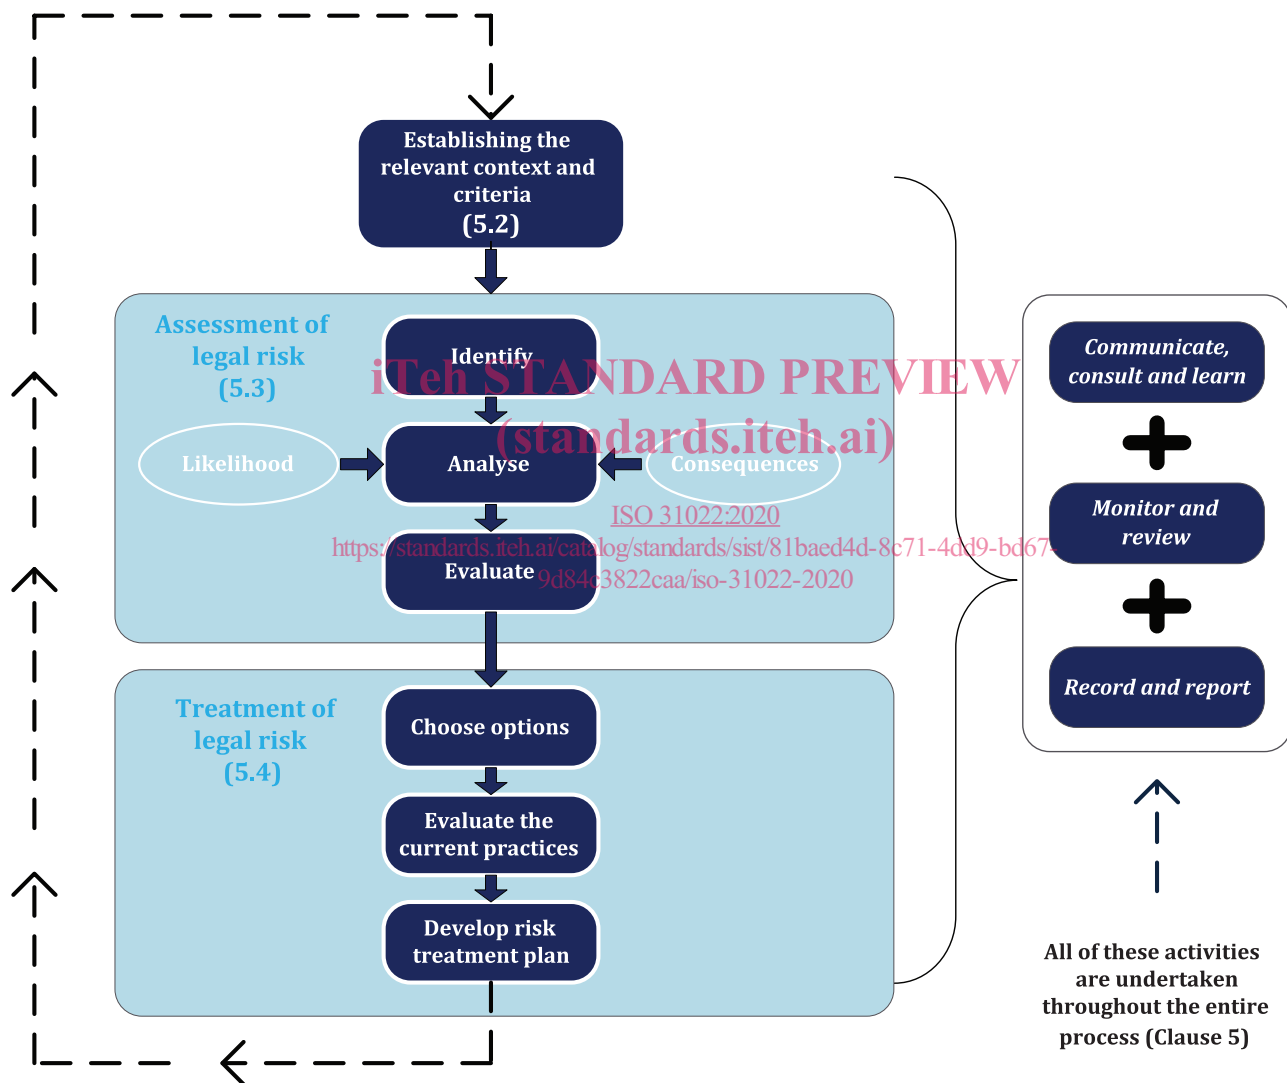 Establishing the
relevant context and
criteria
(5.2)
Assessment of
legal risk
(5.3)
Identify
iTeh STANDARD PREVIEW
(standards.iteh.ai)
Likelihood
Analyse
Consequences
ISO 31022:2020
https://standards.iteh.ai/catalog/standards/sist/81baed4d-8c71-4dd9-bd67-
9d84c3822caa/iso-31022-2020
Evaluate
Treatment of
legal risk
(5.4)
Choose options
Evaluate the
current practices
Develop risk
treatment plan
Communicate,
consult and learn
Monitor and
review
Record and report
All of these activities
are undertaken
throughout the entire
process (Clause 5)